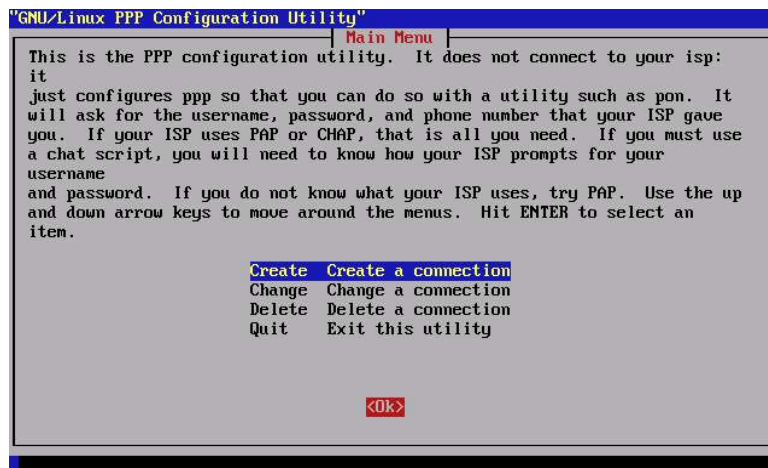 "GNU/Linux PPP Configuration Utility"
Main Menu
This is the PPP configuration utility.  It does not connect to your isp:
it
just configures ppp so that you can do so with a utility such as pon.  It
will ask for the username, password, and phone number that your ISP gave
you.  If your ISP uses PAP or CHAP, that is all you need.  If you must use
a chat script, you will need to know how your ISP prompts for your
username
and password.  If you do not know what your ISP uses, try PAP.  Use the up
and down arrow keys to move around the menus.  Hit ENTER to select an
item.
Create  Create a connection
Change  Change a connection
Delete  Delete a connection
Quit    Exit this utility
<Ok>